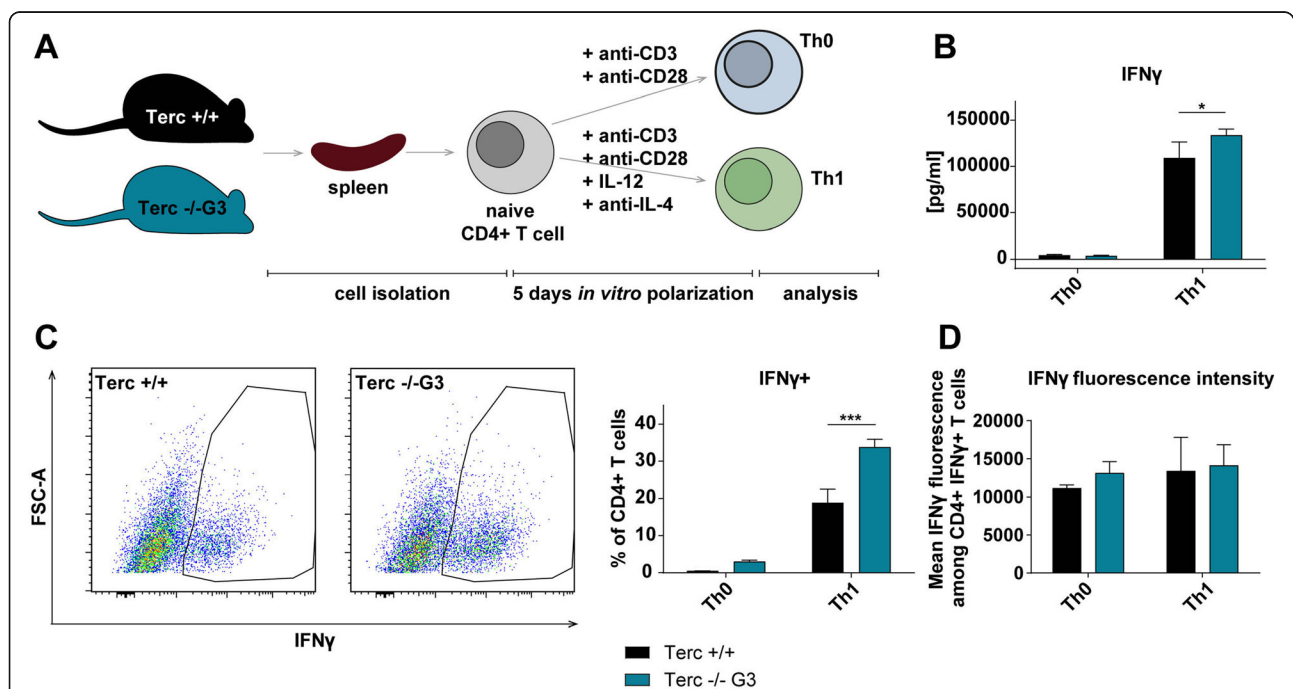 A
Terc +/+
Terc -/-G3
spleen
naive
CD4+ T cell
+ anti-CD3
+ anti-CD28
+ anti-CD3
+ anti-CD28
+ IL-12
+ anti-IL-4
Th0
Th1
cell isolation
5 days in vitro polarization
analysis
B
IFNγ
[pg/ml]
150000
100000
50000
0
*
Th0
Th1
C
Terc +/+
Terc -/-G3
FSC-A
IFNγ
IFNγ+
% of CD4+ T cells
40
30
20
10
0
***
Th0
Th1
D
IFNγ fluorescence intensity
Mean IFNγ fluorescence
among CD4+ IFNγ+ T cells
20000
15000
10000
5000
0
Th0
Th1
Terc +/+
Terc -/- G3